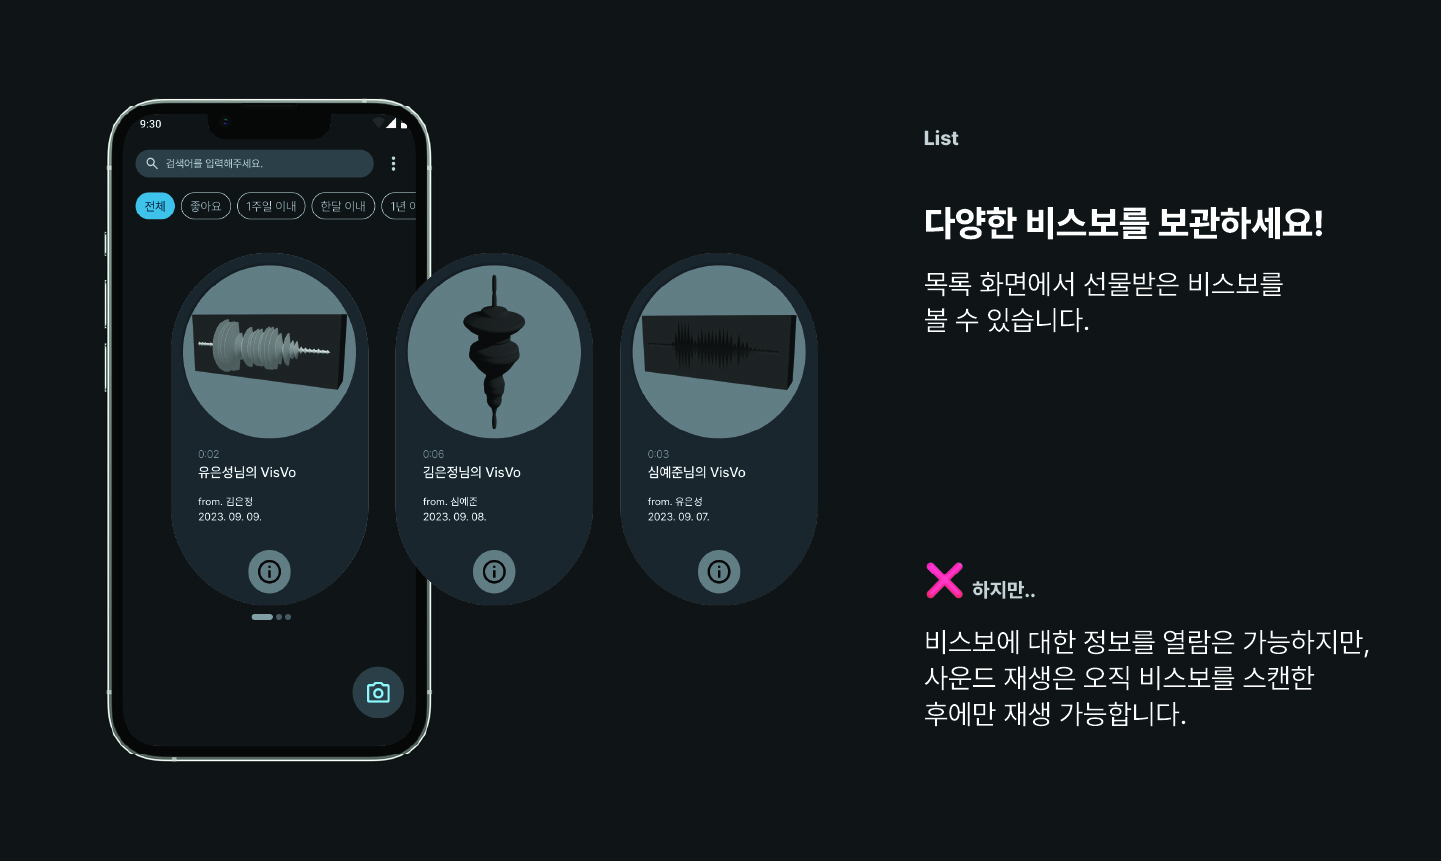 9:30
검색어를 입력해주세요.
전체
좋아요
1주일 이내
한달 이내
1년 이
0:02
유은성님의 VisVo
from. 김은정
2023. 09. 09.
0:06
김은정님의 VisVo
from. 심예준
2023. 09. 08.
0:03
심예준님의 VisVo
from. 유은성
2023. 09. 07.
List
다양한 비스보를 보관하세요!
목록 화면에서 선물받은 비스보를
볼 수 있습니다.
하지만..
비스보에 대한 정보를 열람은 가능하지만,
사운드 재생은 오직 비스보를 스캔한
후에만 재생 가능합니다.